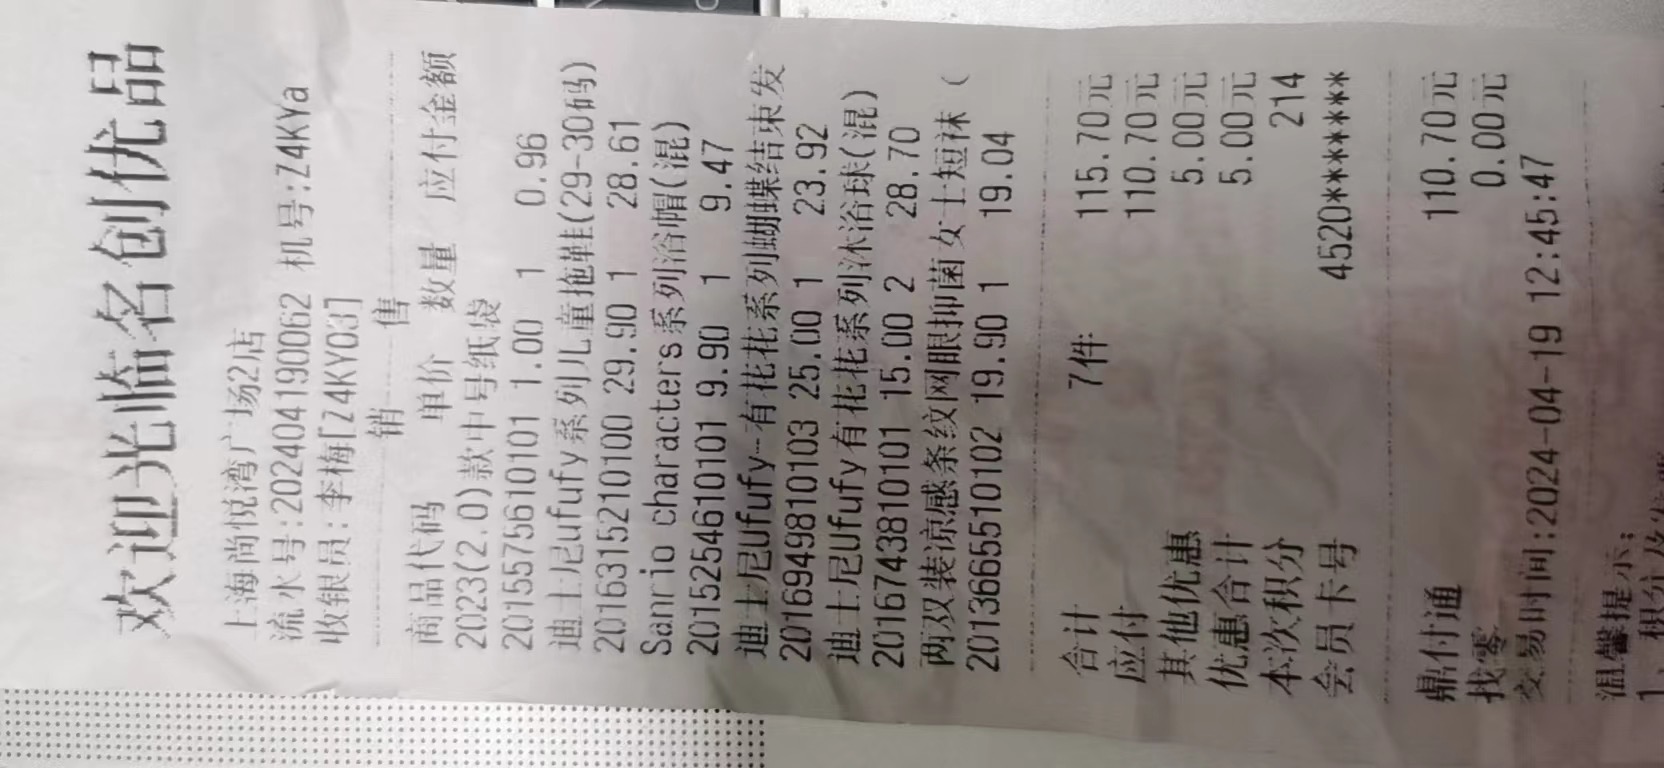 欢迎光临名创优品
上海尚悦湾广场2店
流水号:202404190062 机号:Z4KYa
收银员:李梅[Z4KY03]
销 售
商品代码 单价 数量 应付金额
2023(2.0)款中号纸袋
2015575610101 1.00 1 0.96
迪士尼ufufy系列儿童拖鞋(29-30码)
2016315210100 29.90 1 28.61
Sanrio characters系列浴帽(混)
2015254610101 9.90 1 9.47
迪士尼ufufy-有花花系列蝴蝶结束发
2016949810103 25.00 1 23.92
迪士尼ufufy有花花系列沐浴球(混)
2016743810101 15.00 2 28.70
两双装凉感条纹网眼抑菌女士短袜(
2013665510102 19.90 1 19.04
合计 7件 115.70元
应付 110.70元
其他优惠 5.00元
优惠合计 5.00元
本次积分 214
会员卡号 4520*******
鼎付通 110.70元
找零 0.00元
交易时间:2024-04-19 12:45:47
温馨提示:
1、积分及